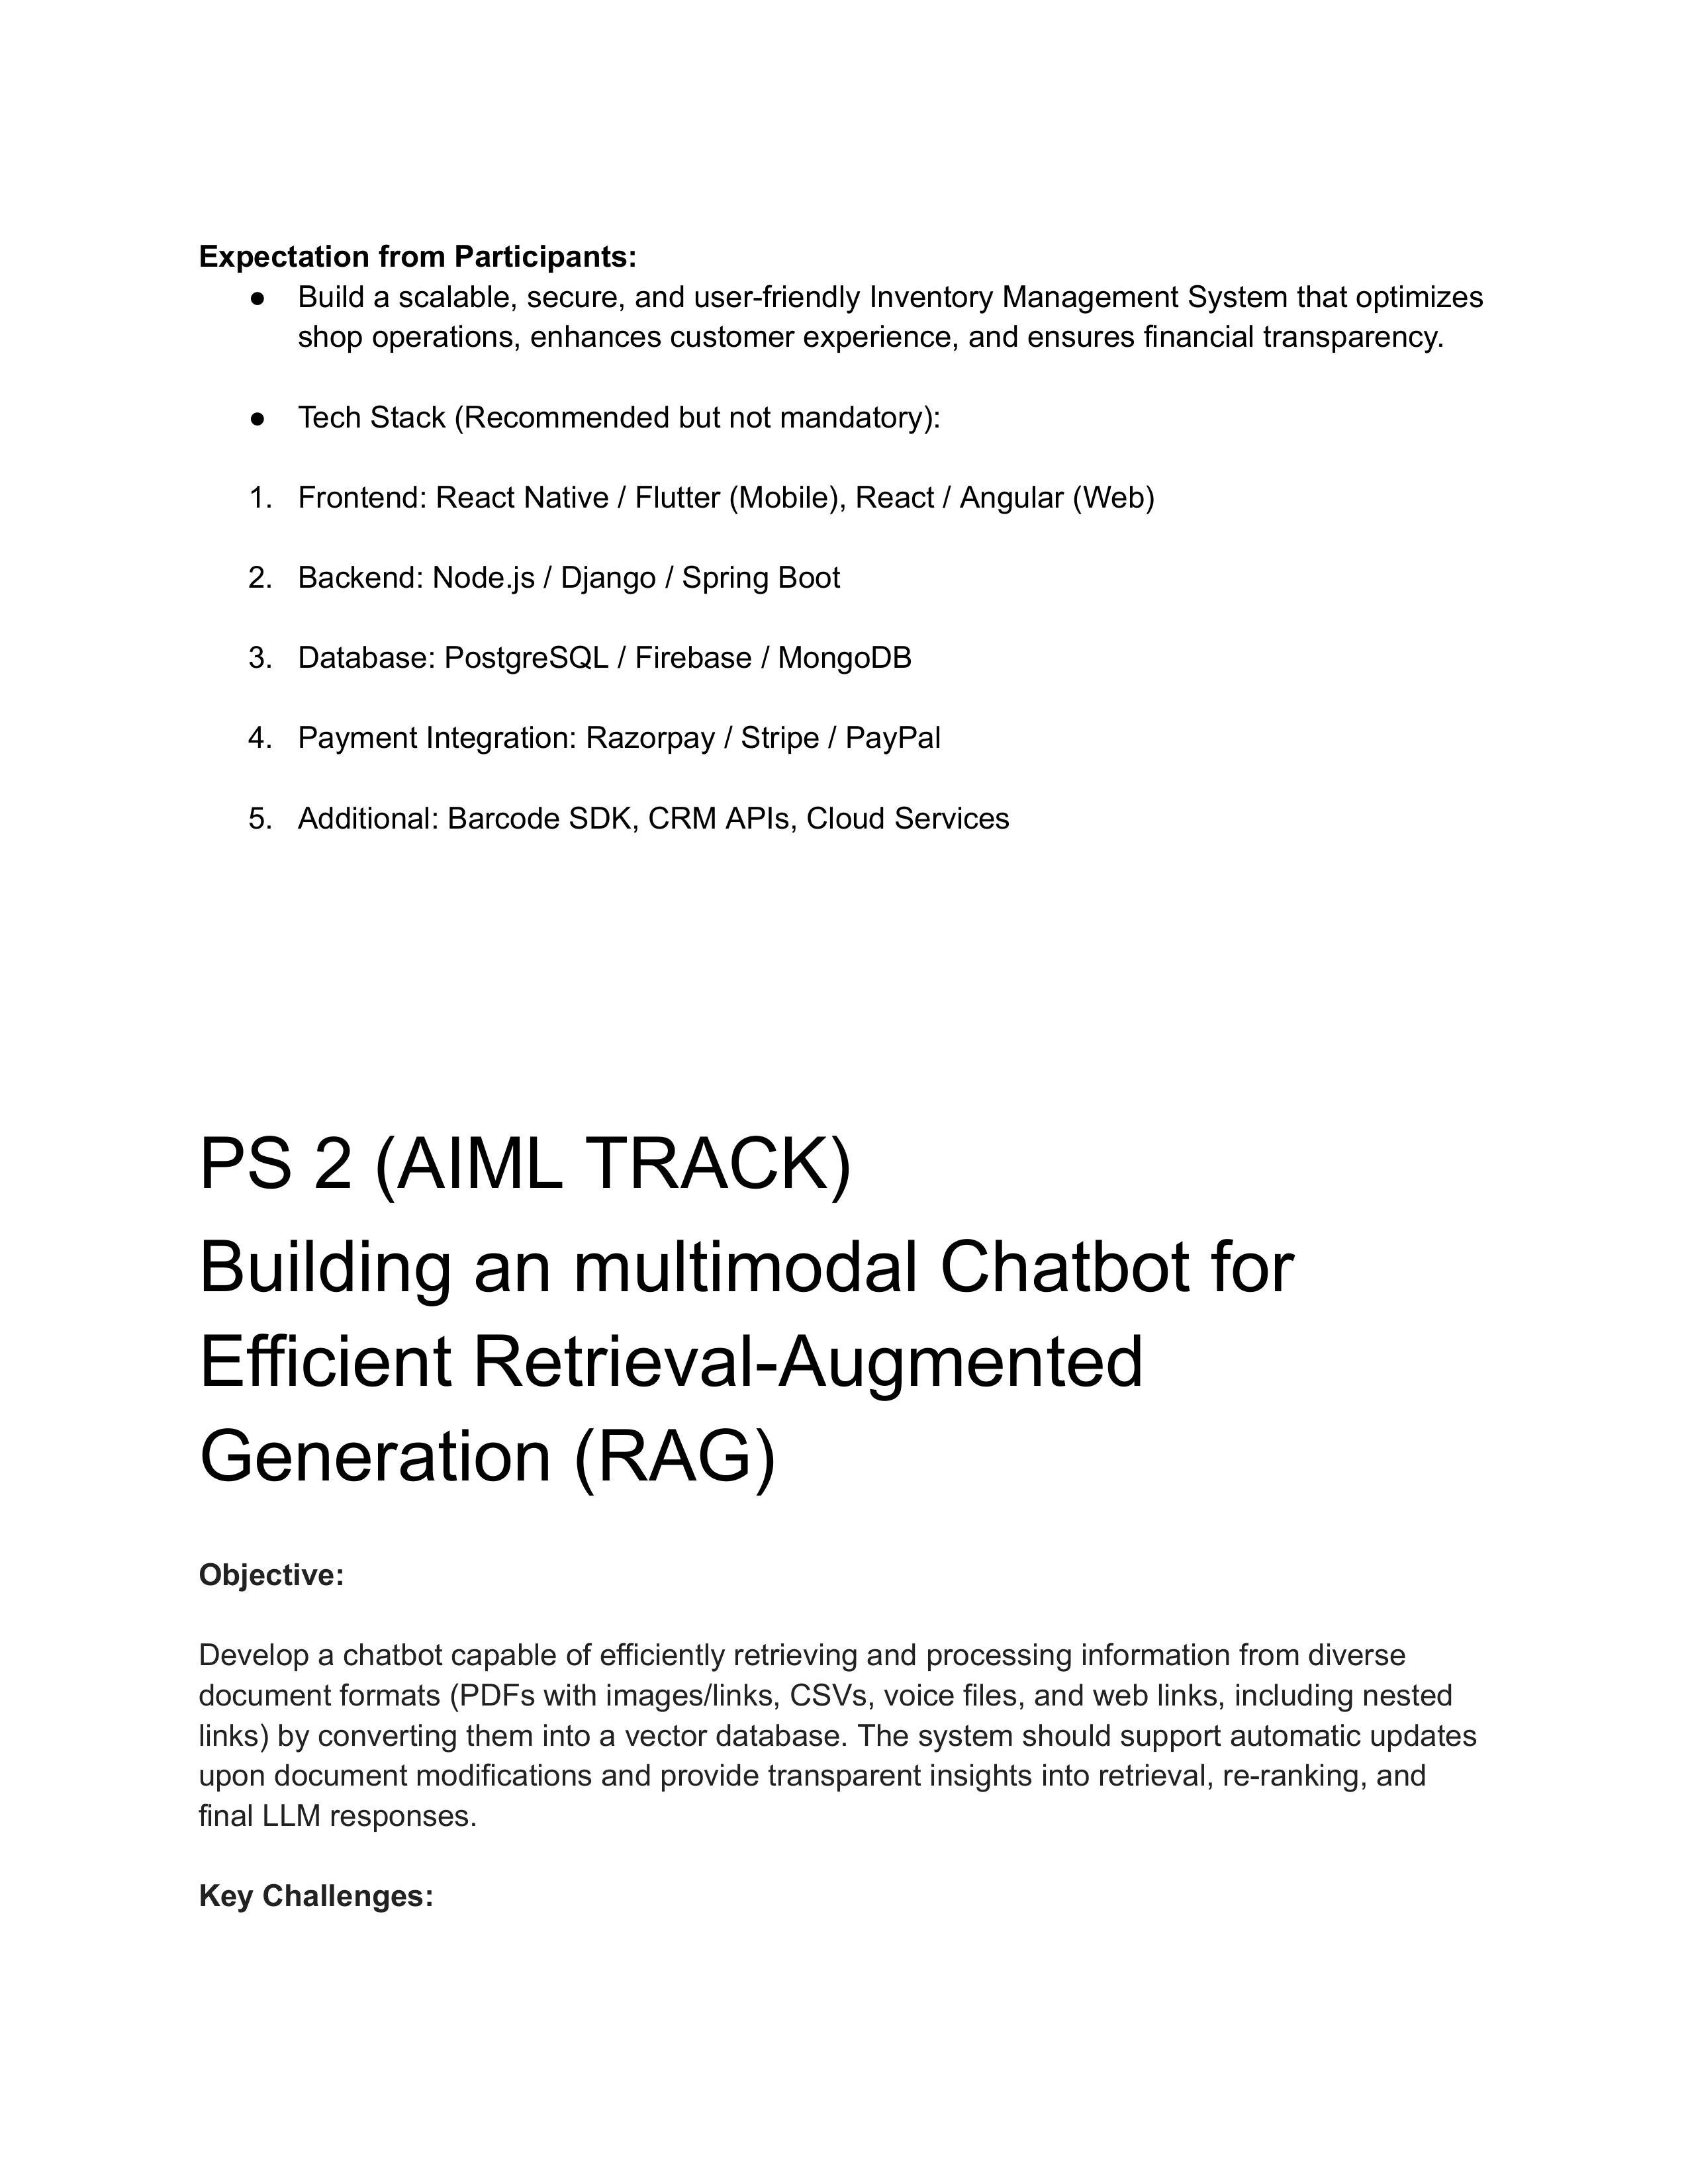 Expectation from Participants:
● Build a scalable, secure, and user-friendly Inventory Management System that optimizes
shop operations, enhances customer experience, and ensures financial transparency.
● Tech Stack (Recommended but not mandatory):
1. Frontend: React Native / Flutter (Mobile), React / Angular (Web)
2. Backend: Node.js / Django / Spring Boot
3. Database: PostgreSQL / Firebase / MongoDB
4. Payment Integration: Razorpay / Stripe / PayPal
5. Additional: Barcode SDK, CRM APIs, Cloud Services
PS 2 (AIML TRACK)
Building an multimodal Chatbot for
Efficient Retrieval-Augmented
Generation (RAG)
Objective:
Develop a chatbot capable of efficiently retrieving and processing information from diverse
document formats (PDFs with images/links, CSVs, voice files, and web links, including nested
links) by converting them into a vector database. The system should support automatic updates
upon document modifications and provide transparent insights into retrieval, re-ranking, and
final LLM responses.
Key Challenges: